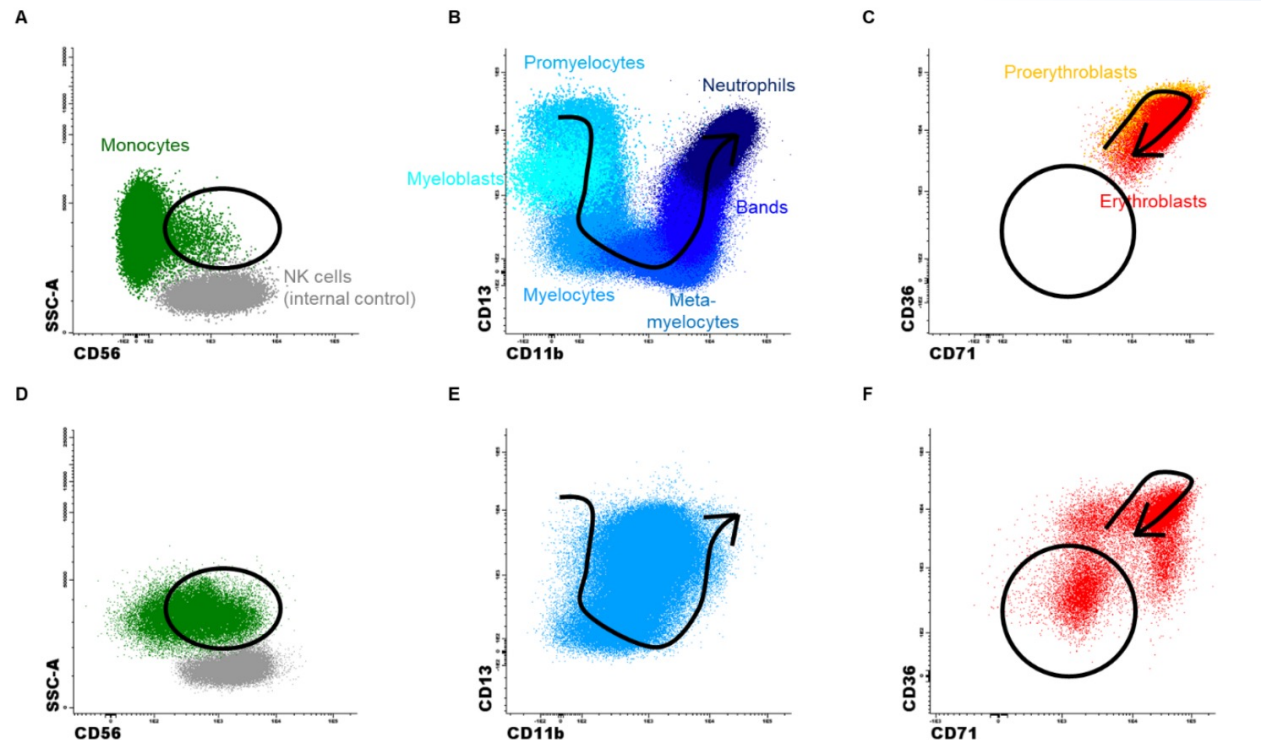 A
B
C
Promyelocytes
Proerythroblasts
Neutrophils
Monocytes
Myeloblasts
Bands
Erythroblasts
NK cells
(internal control)
Myelocytes
Meta-
myelocytes
SSC-A
CD13
CD36
CD56
CD11b
CD71
D
E
F
SSC-A
CD13
CD36
CD56
CD11b
CD71